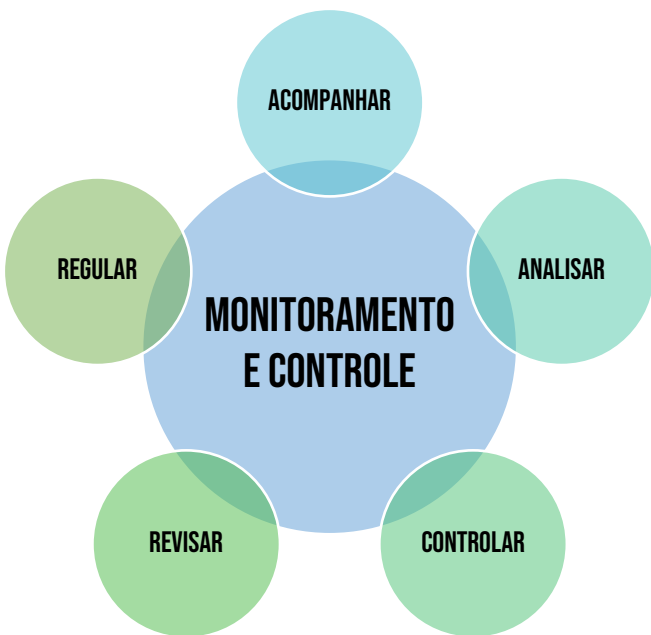 ACOMPANHAR
REGULAR
ANALISAR
MONITORAMENTO
E CONTROLE
REVISAR
CONTROLAR